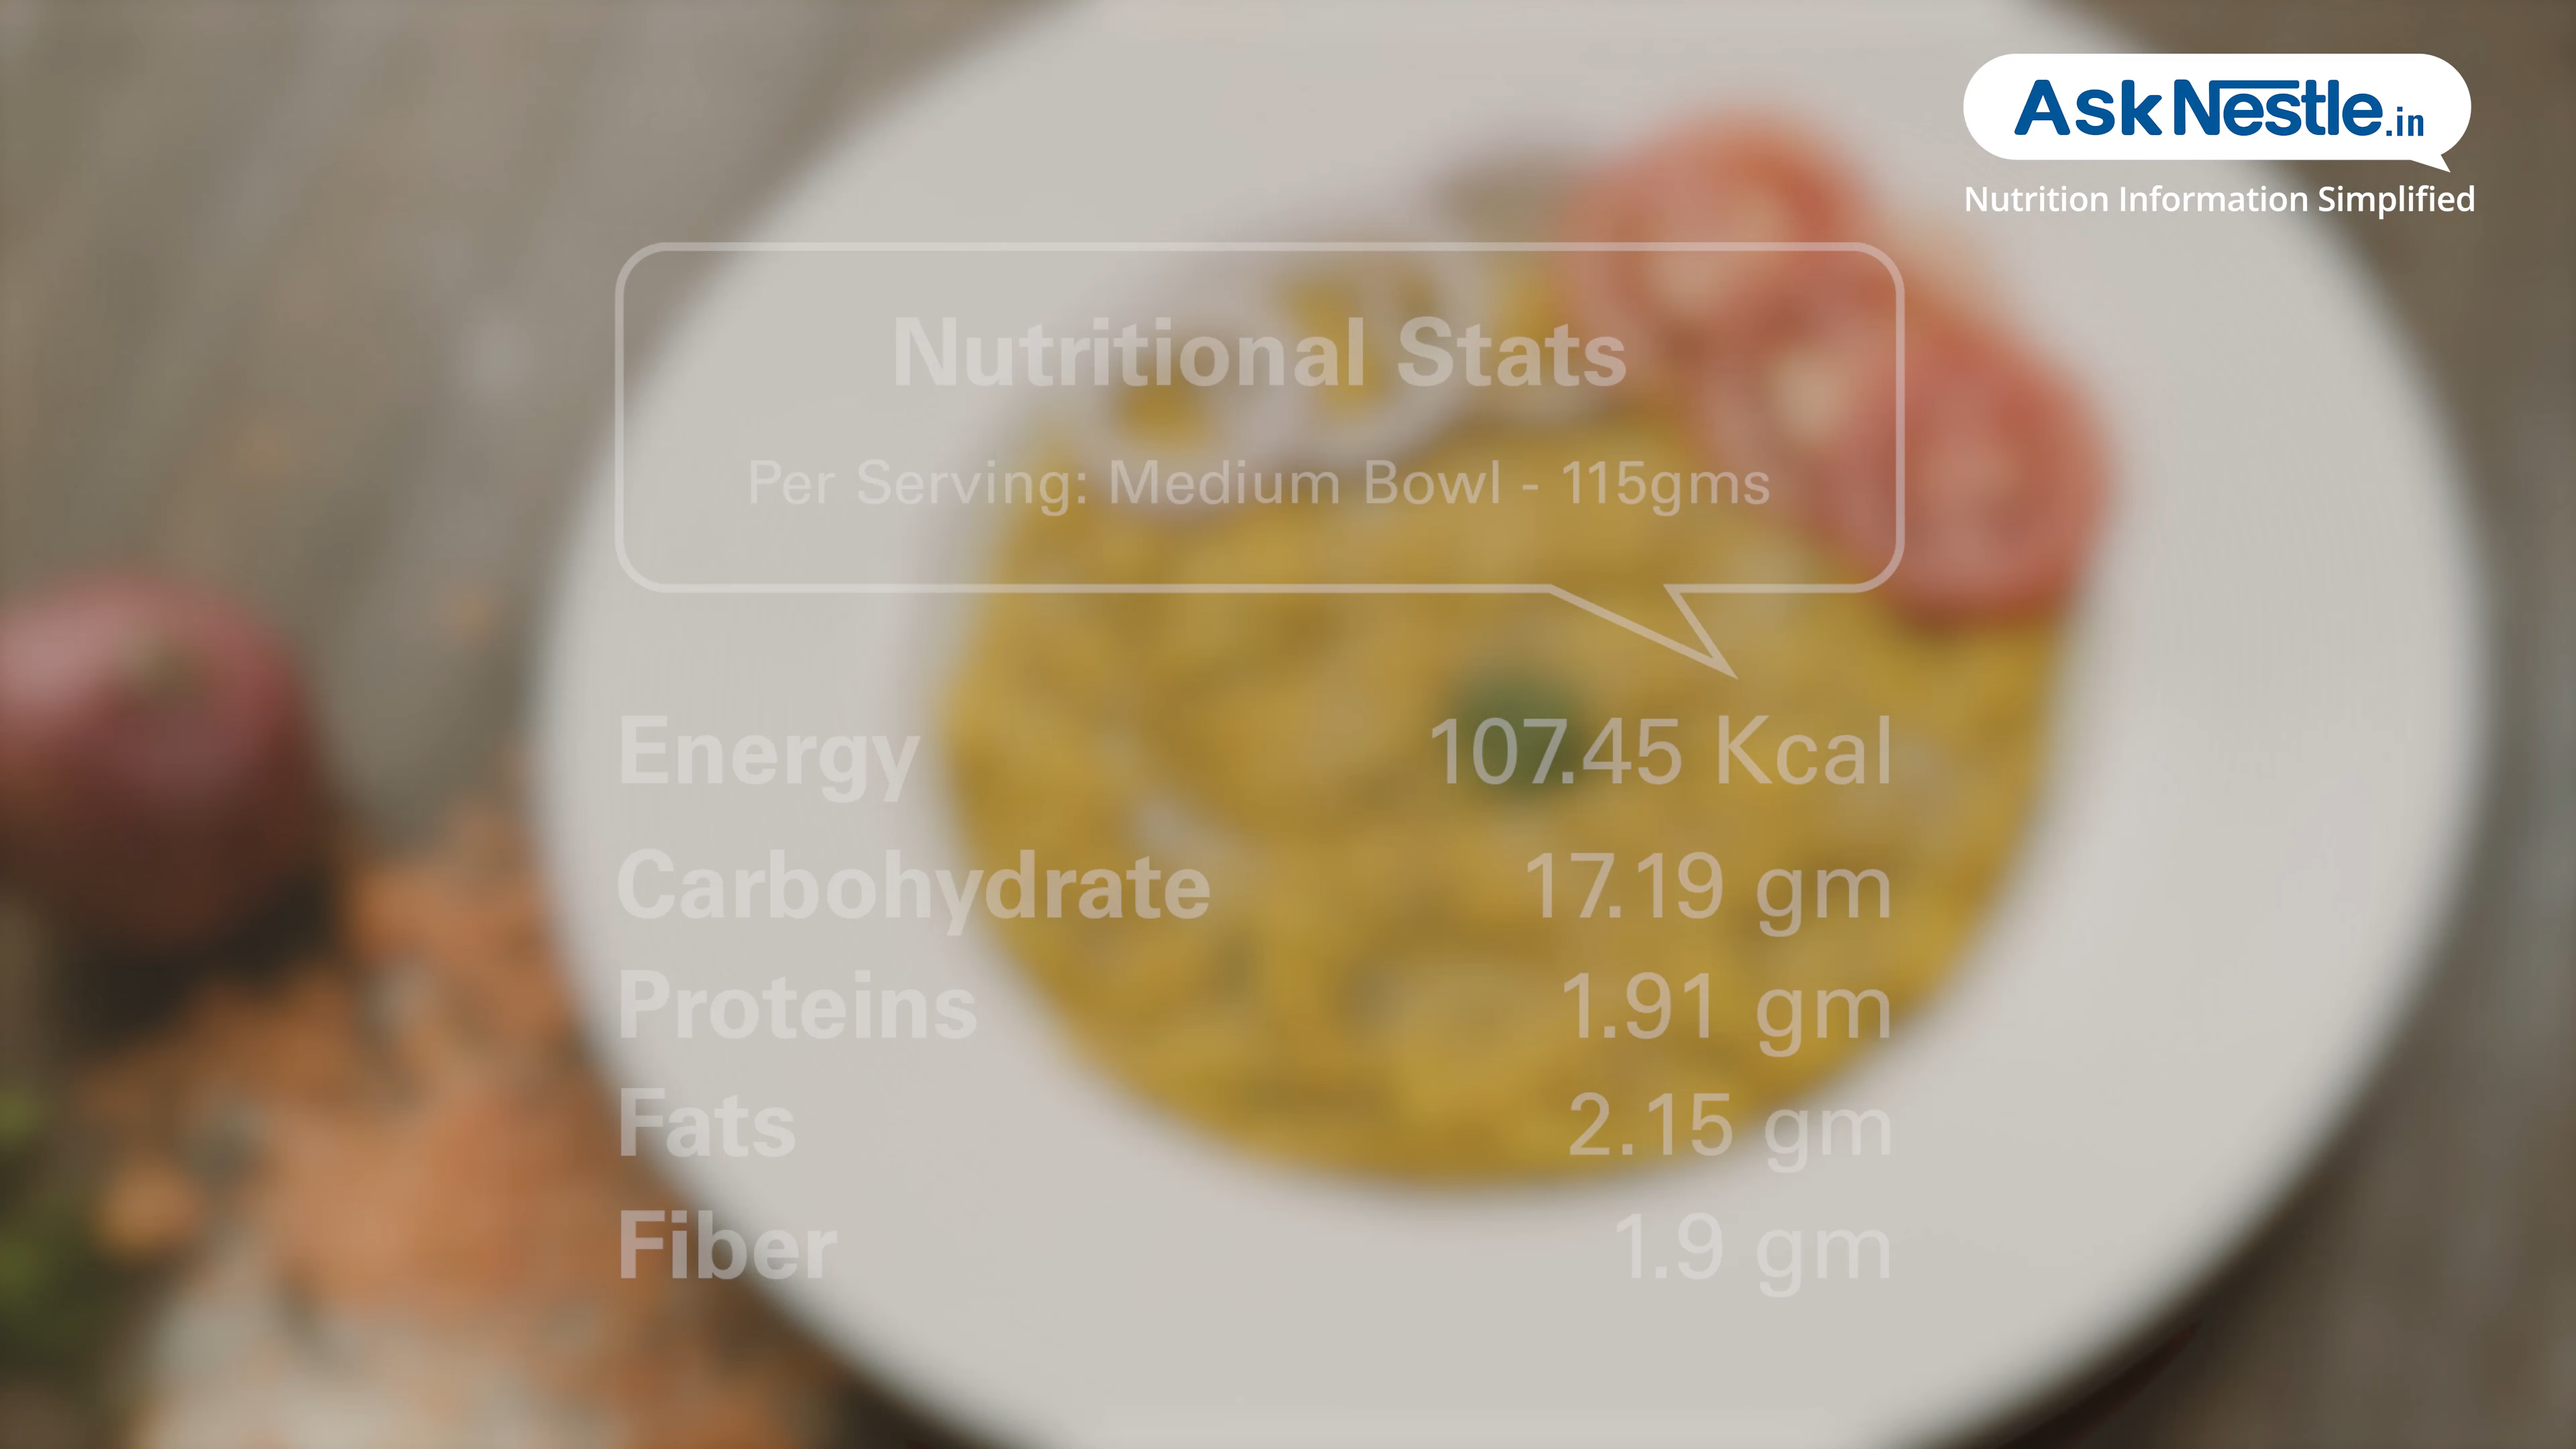 AskNestle.in
Nutrition Information Simplified
Nutritional Stats
Per Serving: Medium Bowl - 115gms
Energy 107.45 Kcal
Carbohydrate 17.19 gm
Proteins 1.91 gm
Fats 2.15 gm
Fiber 1.9 gm